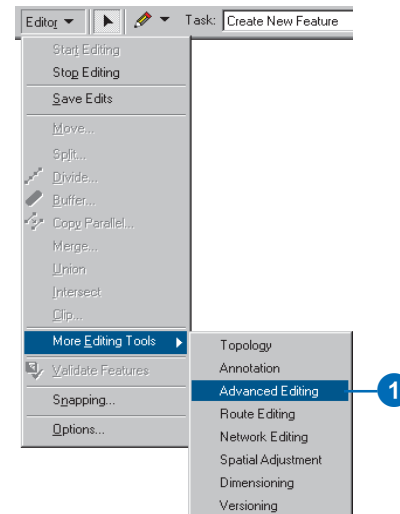 Editor Task: Create New Feature
Start Editing
Stop Editing
Save Edits
Move...
Split...
Divide...
Buffer...
Copy Parallel...
Merge...
Union
Intersect
Clip...
More Editing Tools
Validate Features
Snapping...
Options...
Topology
Annotation
Advanced Editing 1
Route Editing
Network Editing
Spatial Adjustment
Dimensioning
Versioning